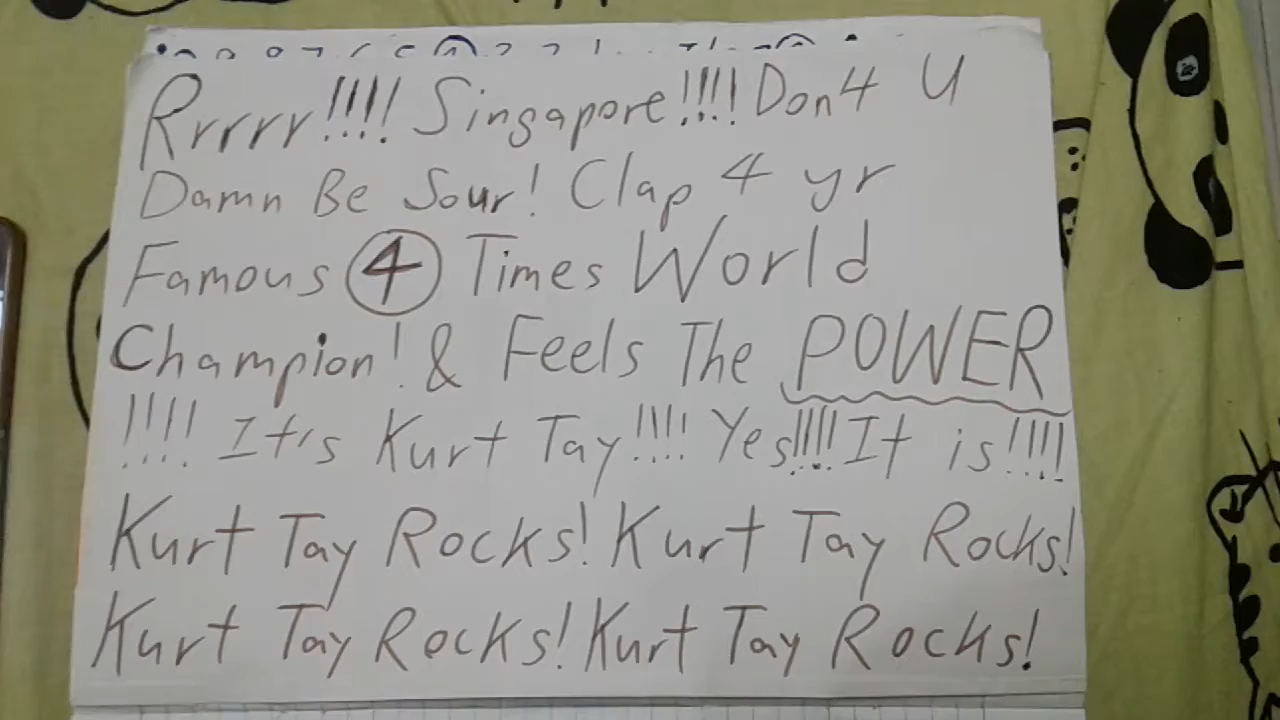 Rrrrr!!!! Singapore!!!! Don4 U
Damn Be Sour! Clap 4 yr
Famous 4 Times World
Champion! & Feels The POWER
!!!! It's Kurt Tay!!!! Yes!!!! It is!!!!
Kurt Tay Rocks! Kurt Tay Rocks!
Kurt Tay Rocks! Kurt Tay Rocks!